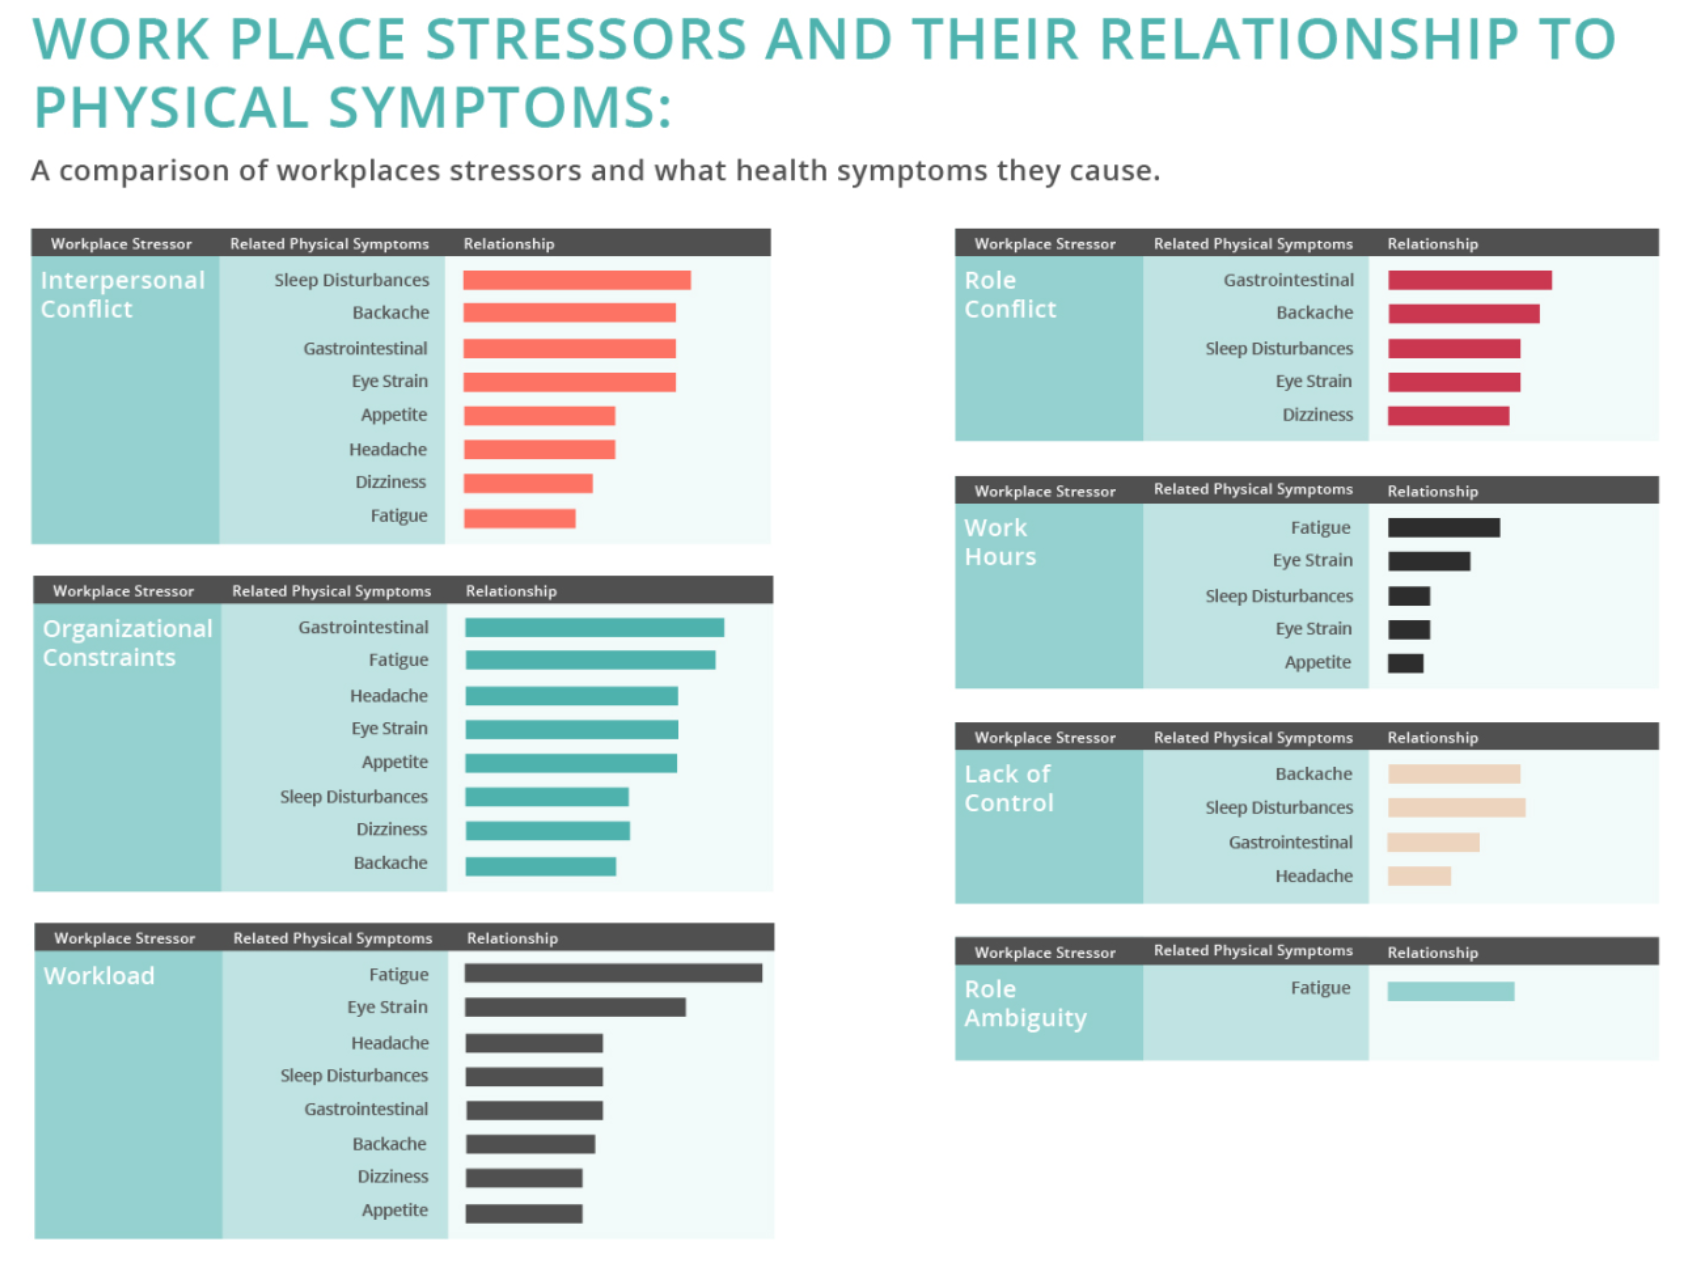 WORK PLACE STRESSORS AND THEIR RELATIONSHIP TO
PHYSICAL SYMPTOMS:
A comparison of workplaces stressors and what health symptoms they cause.
Workplace Stressor Related Physical Symptoms Relationship
Interpersonal
Conflict
Sleep Disturbances
Backache
Gastrointestinal
Eye Strain
Appetite
Headache
Dizziness
Fatigue
Workplace Stressor Related Physical Symptoms Relationship
Organizational
Constraints
Gastrointestinal
Fatigue
Headache
Eye Strain
Appetite
Sleep Disturbances
Dizziness
Backache
Workplace Stressor Related Physical Symptoms Relationship
Workload
Fatigue
Eye Strain
Headache
Sleep Disturbances
Gastrointestinal
Backache
Dizziness
Appetite
Workplace Stressor Related Physical Symptoms Relationship
Role
Conflict
Gastrointestinal
Backache
Sleep Disturbances
Eye Strain
Dizziness
Workplace Stressor Related Physical Symptoms Relationship
Work
Hours
Fatigue
Eye Strain
Sleep Disturbances
Eye Strain
Appetite
Workplace Stressor Related Physical Symptoms Relationship
Lack of
Control
Backache
Sleep Disturbances
Gastrointestinal
Headache
Workplace Stressor Related Physical Symptoms Relationship
Role
Ambiguity
Fatigue